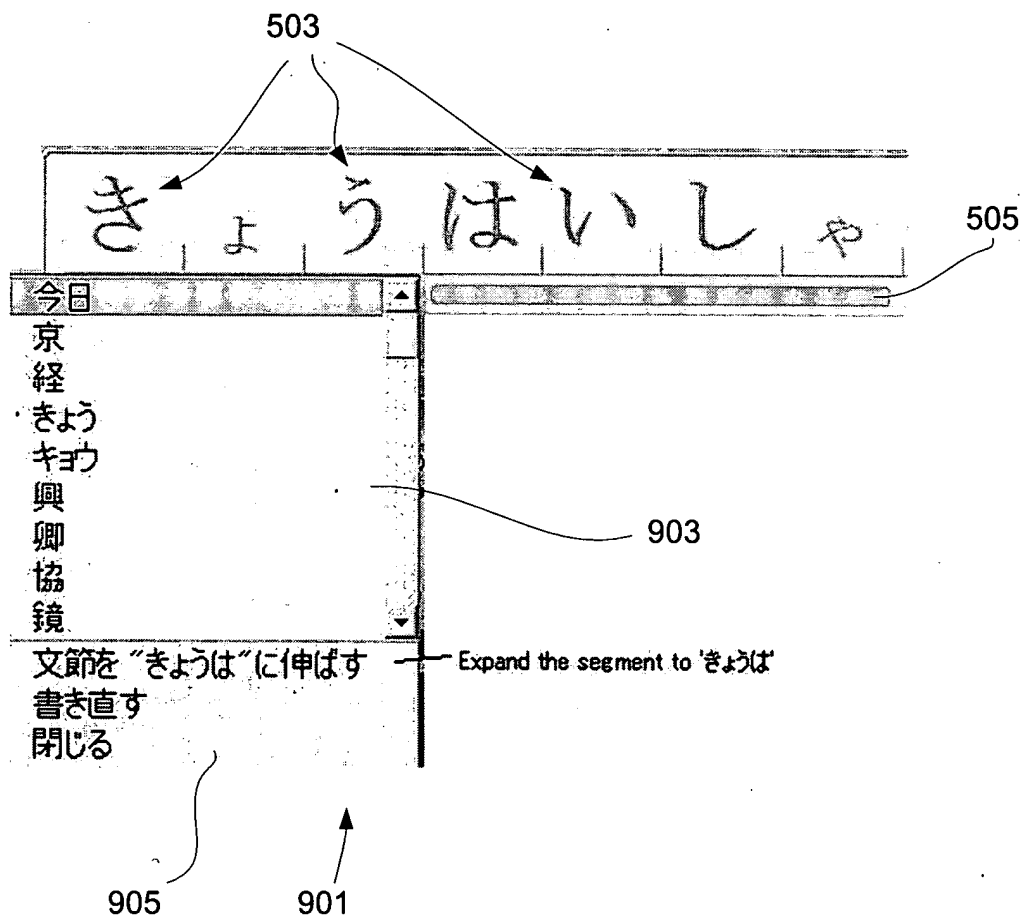 503
きょうはいしゃ
505
今日
京
経
きょう
キョウ
興
903
卿
協
鏡
文節を "きょうは"に伸ばす Expand the segment to 'きょうは'
書き直す
閉じる
905 901